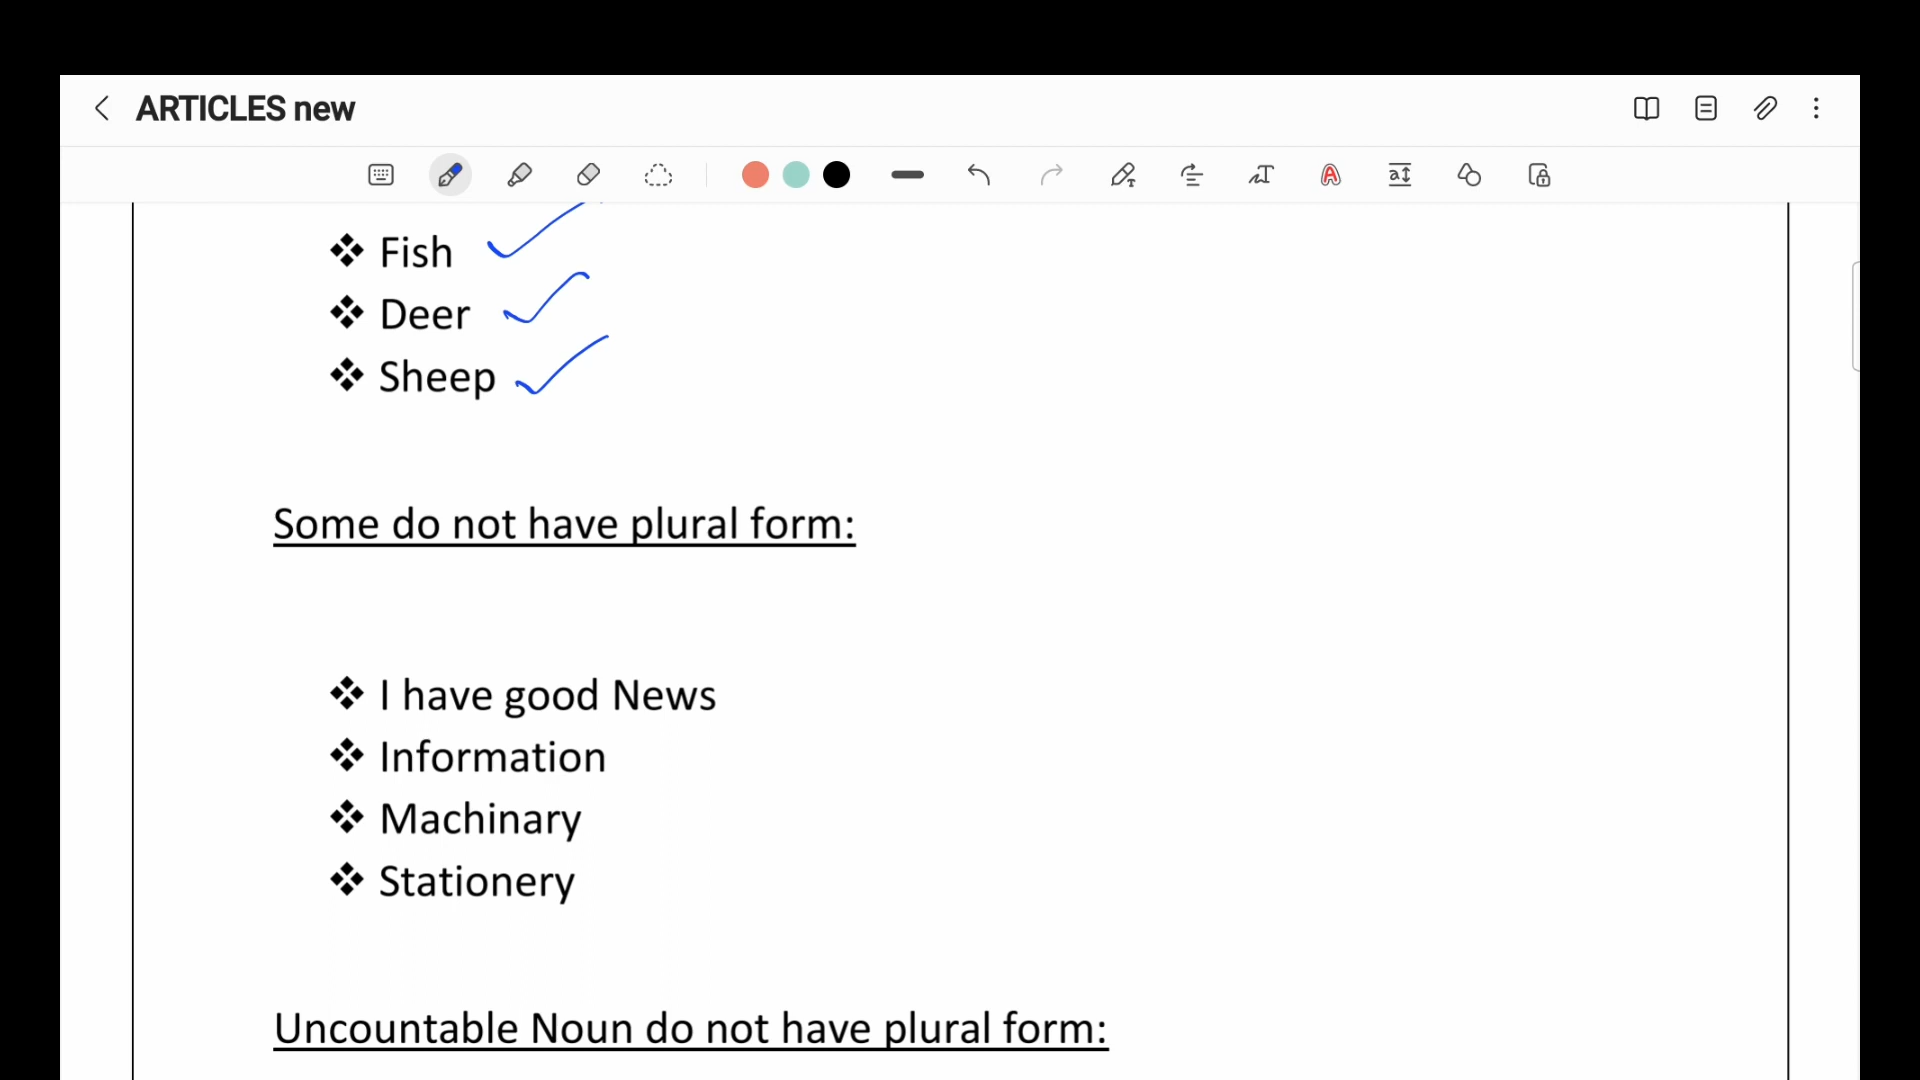 ARTICLES new
Fish
Deer
Sheep
Some do not have plural form:
I have good News
Information
Machinary
Stationery
Uncountable Noun do not have plural form: